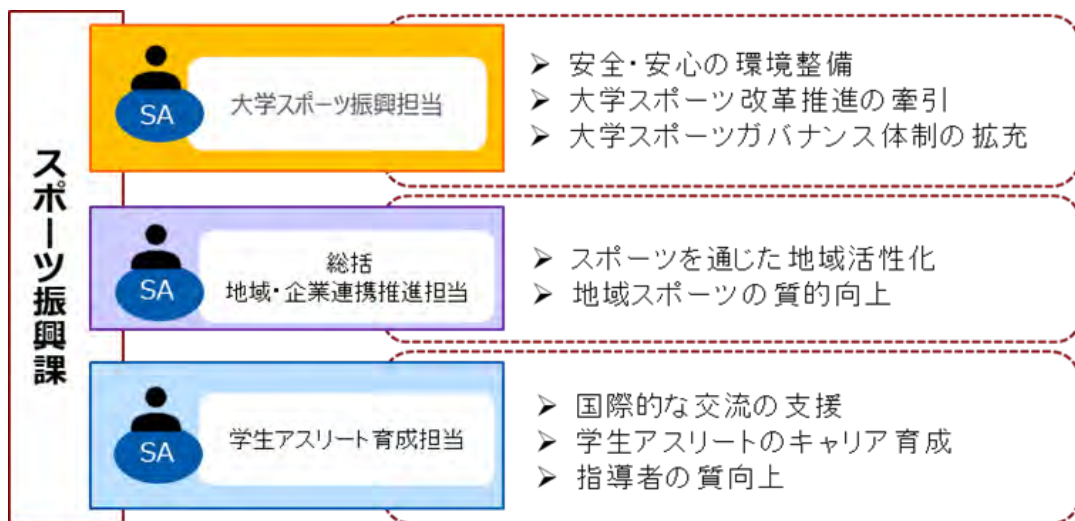 スポーツ振興課
SA
大学スポーツ振興担当
➢ 安全・安心の環境整備
➢ 大学スポーツ改革推進の牽引
➢ 大学スポーツガバナンス体制の拡充
SA
総括
地域・企業連携推進担当
➢ スポーツを通じた地域活性化
➢ 地域スポーツの質的向上
SA
学生アスリート育成担当
➢ 国際的な交流の支援
➢ 学生アスリートのキャリア育成
➢ 指導者の質向上